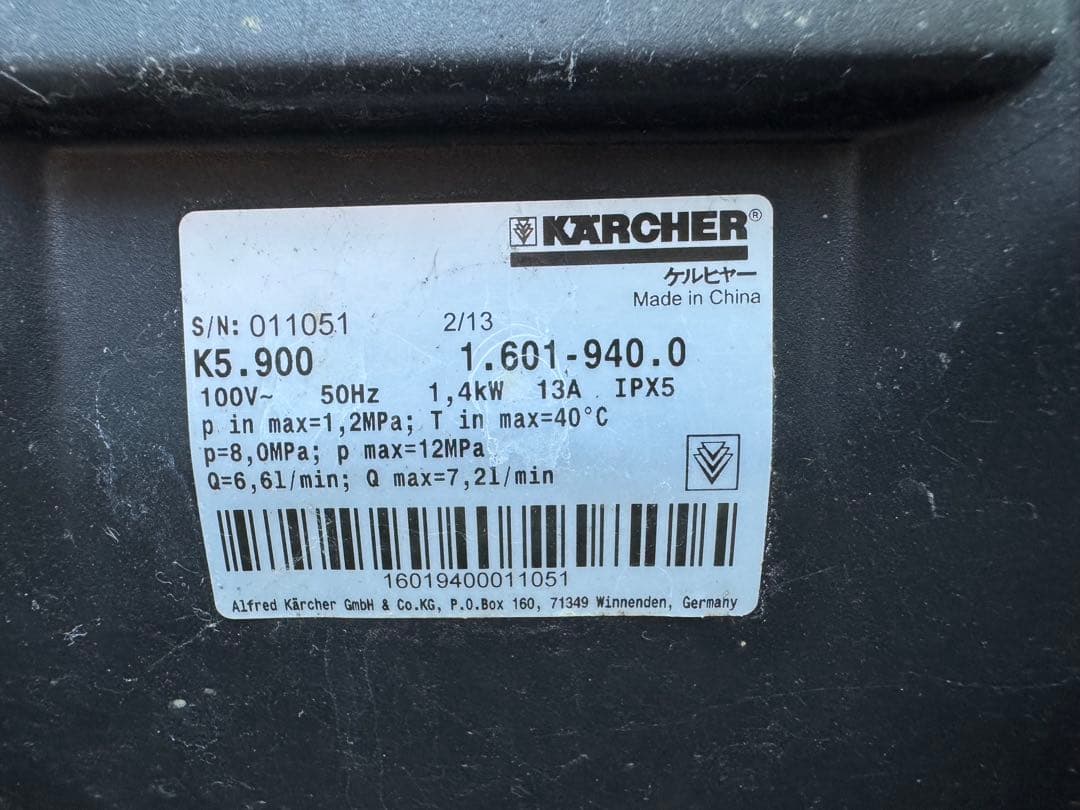 KÄRCHER®
ケルヒャー
Made in China
S/N: 011051 2/13
K5.900 1.601-940.0
100V~ 50Hz 1,4kW 13A IPX5
p in max=1,2MPa; T in max=40°C
p=8,0MPa; p max=12MPa
Q=6,6l/min; Q max=7,2l/min
16019400011051
Alfred Kärcher GmbH & Co.KG, P.O.Box 160, 71349 Winnenden, Germany